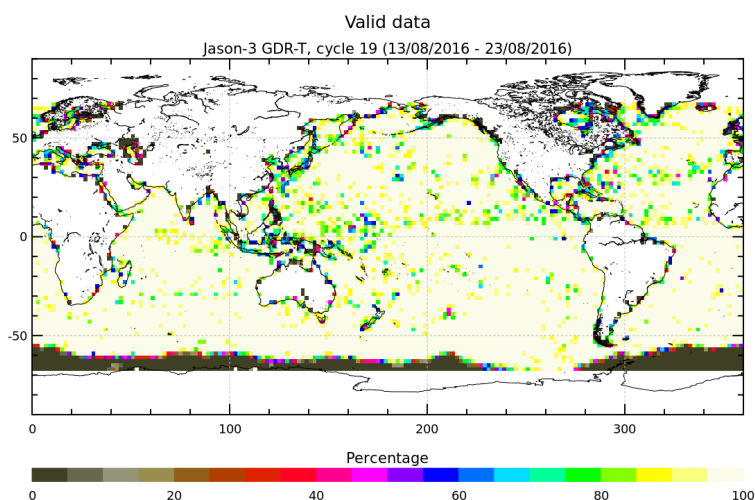 Valid data
Jason-3 GDR-T, cycle 19 (13/08/2016 - 23/08/2016)
50
0
-50
0 100 200 300
Percentage
0 20 40 60 80 100